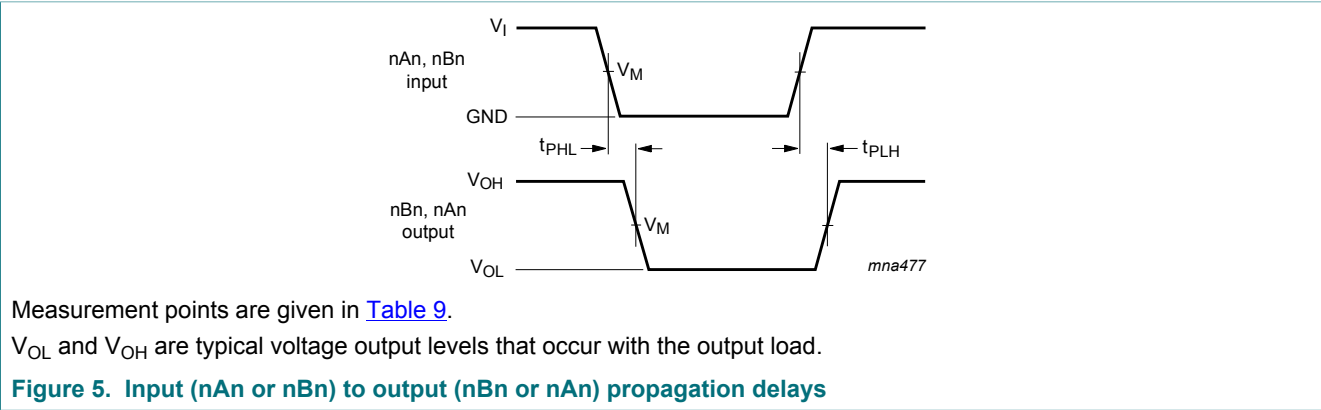 VI
nAn, nBn
input
VM
GND
tPHL
tPLH
VOH
nBn, nAn
output
VM
VOL
mna477
Measurement points are given in Table 9.
VOL and VOH are typical voltage output levels that occur with the output load.
Figure 5. Input (nAn or nBn) to output (nBn or nAn) propagation delays